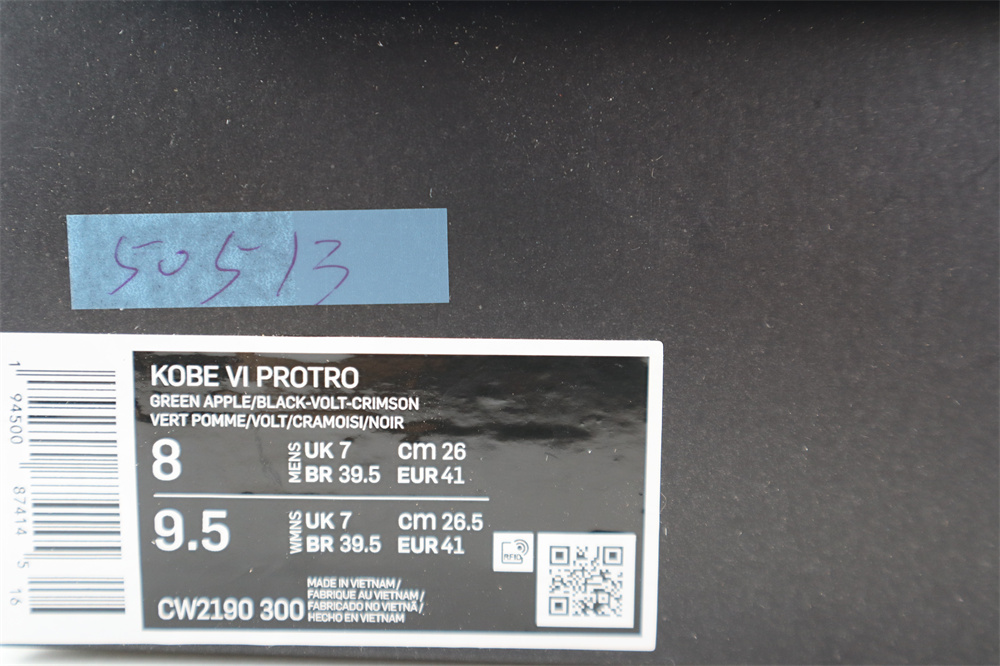 50513
KOBE VI PROTRO
GREEN APPLE/BLACK-VOLT-CRIMSON
VERT POMME/VOLT/CRAMOISI/NOIR
8 MENS UK 7 cm 26
BR 39.5 EUR 41
9.5 WMNS UK 7 cm 26.5
BR 39.5 EUR 41
RFID
CW2190 300
MADE IN VIETNAM/
FABRIQUE AU VIETNAM/
FABRICADO NO VIETNÃ/
HECHO EN VIETNAM
1 94500 87414 5 16